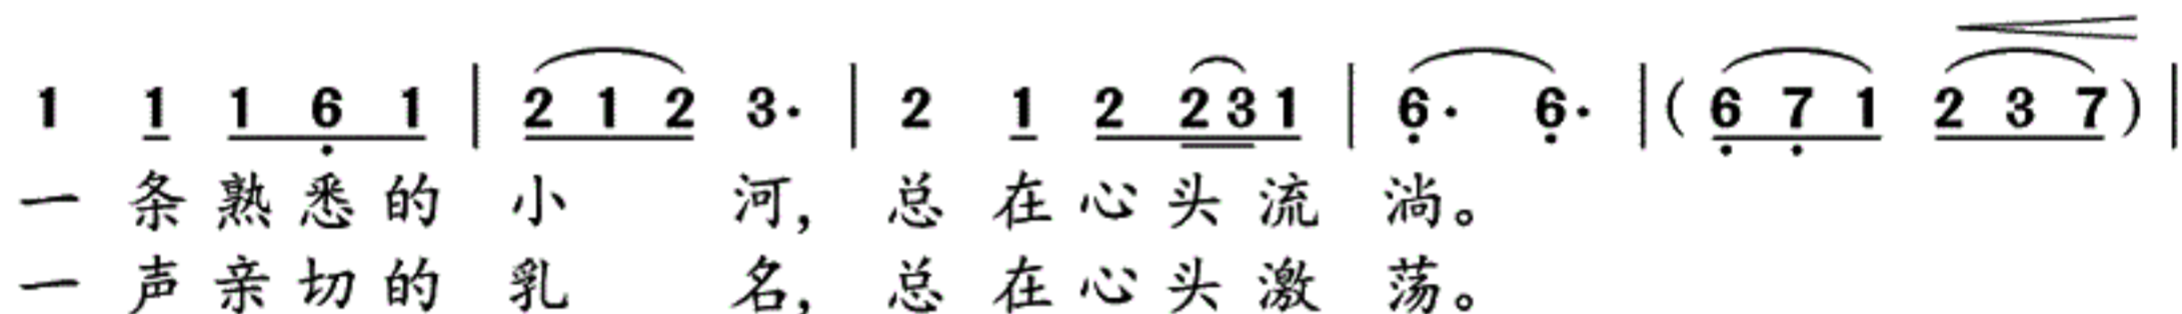 1 1 1 6 1 | 2 1 2 3· | 2 1 2 2 3 1 | 6· 6· | (6 7 1 2 3 7) |
一 条 熟 悉 的 小 河, 总 在 心 头 流 淌。
一 声 亲 切 的 乳 名, 总 在 心 头 激 荡。